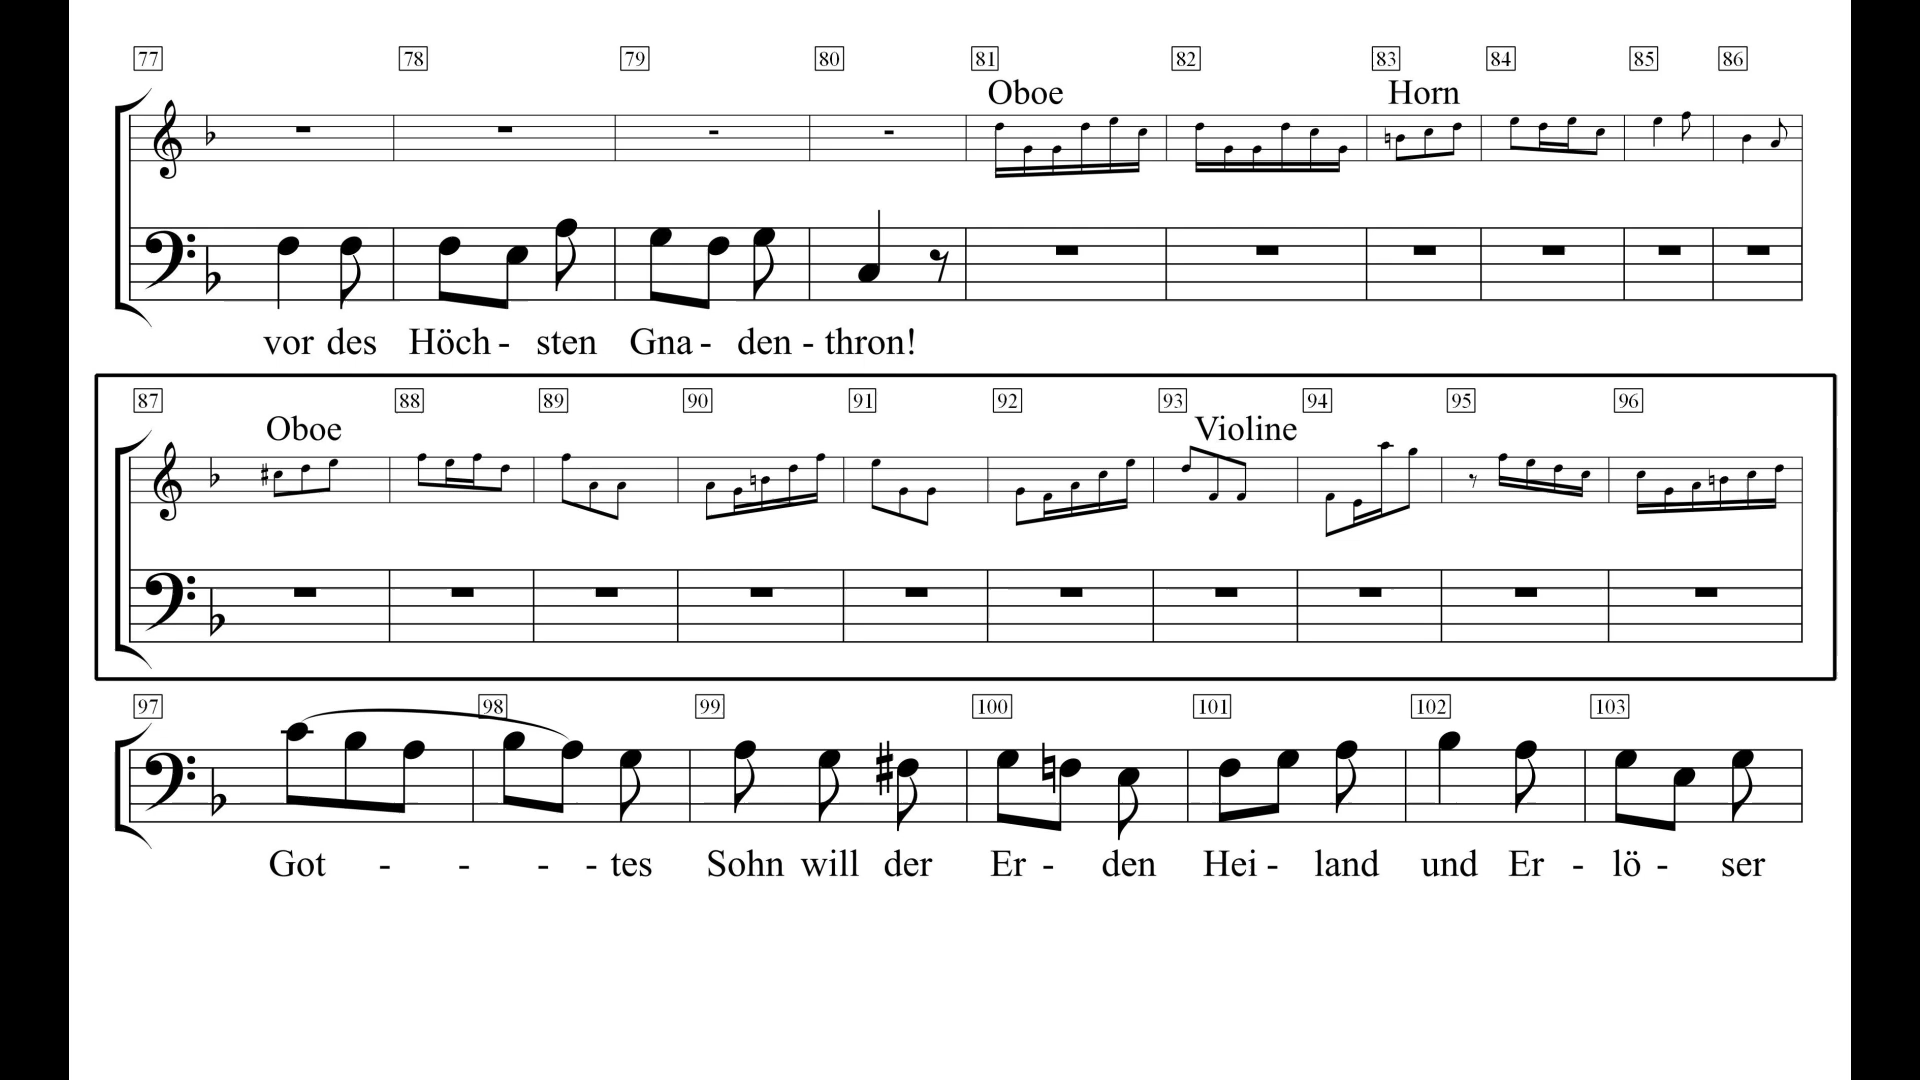 77 78 79 80 81 82 83 84 85 86
Oboe Horn
vor des Höch - sten Gna - den - thron!
87 88 89 90 91 92 93 94 95 96
Oboe Violine
97 98 99 100 101 102 103
Got - - - - tes Sohn will der Er - den Hei - land und Er - lö - ser